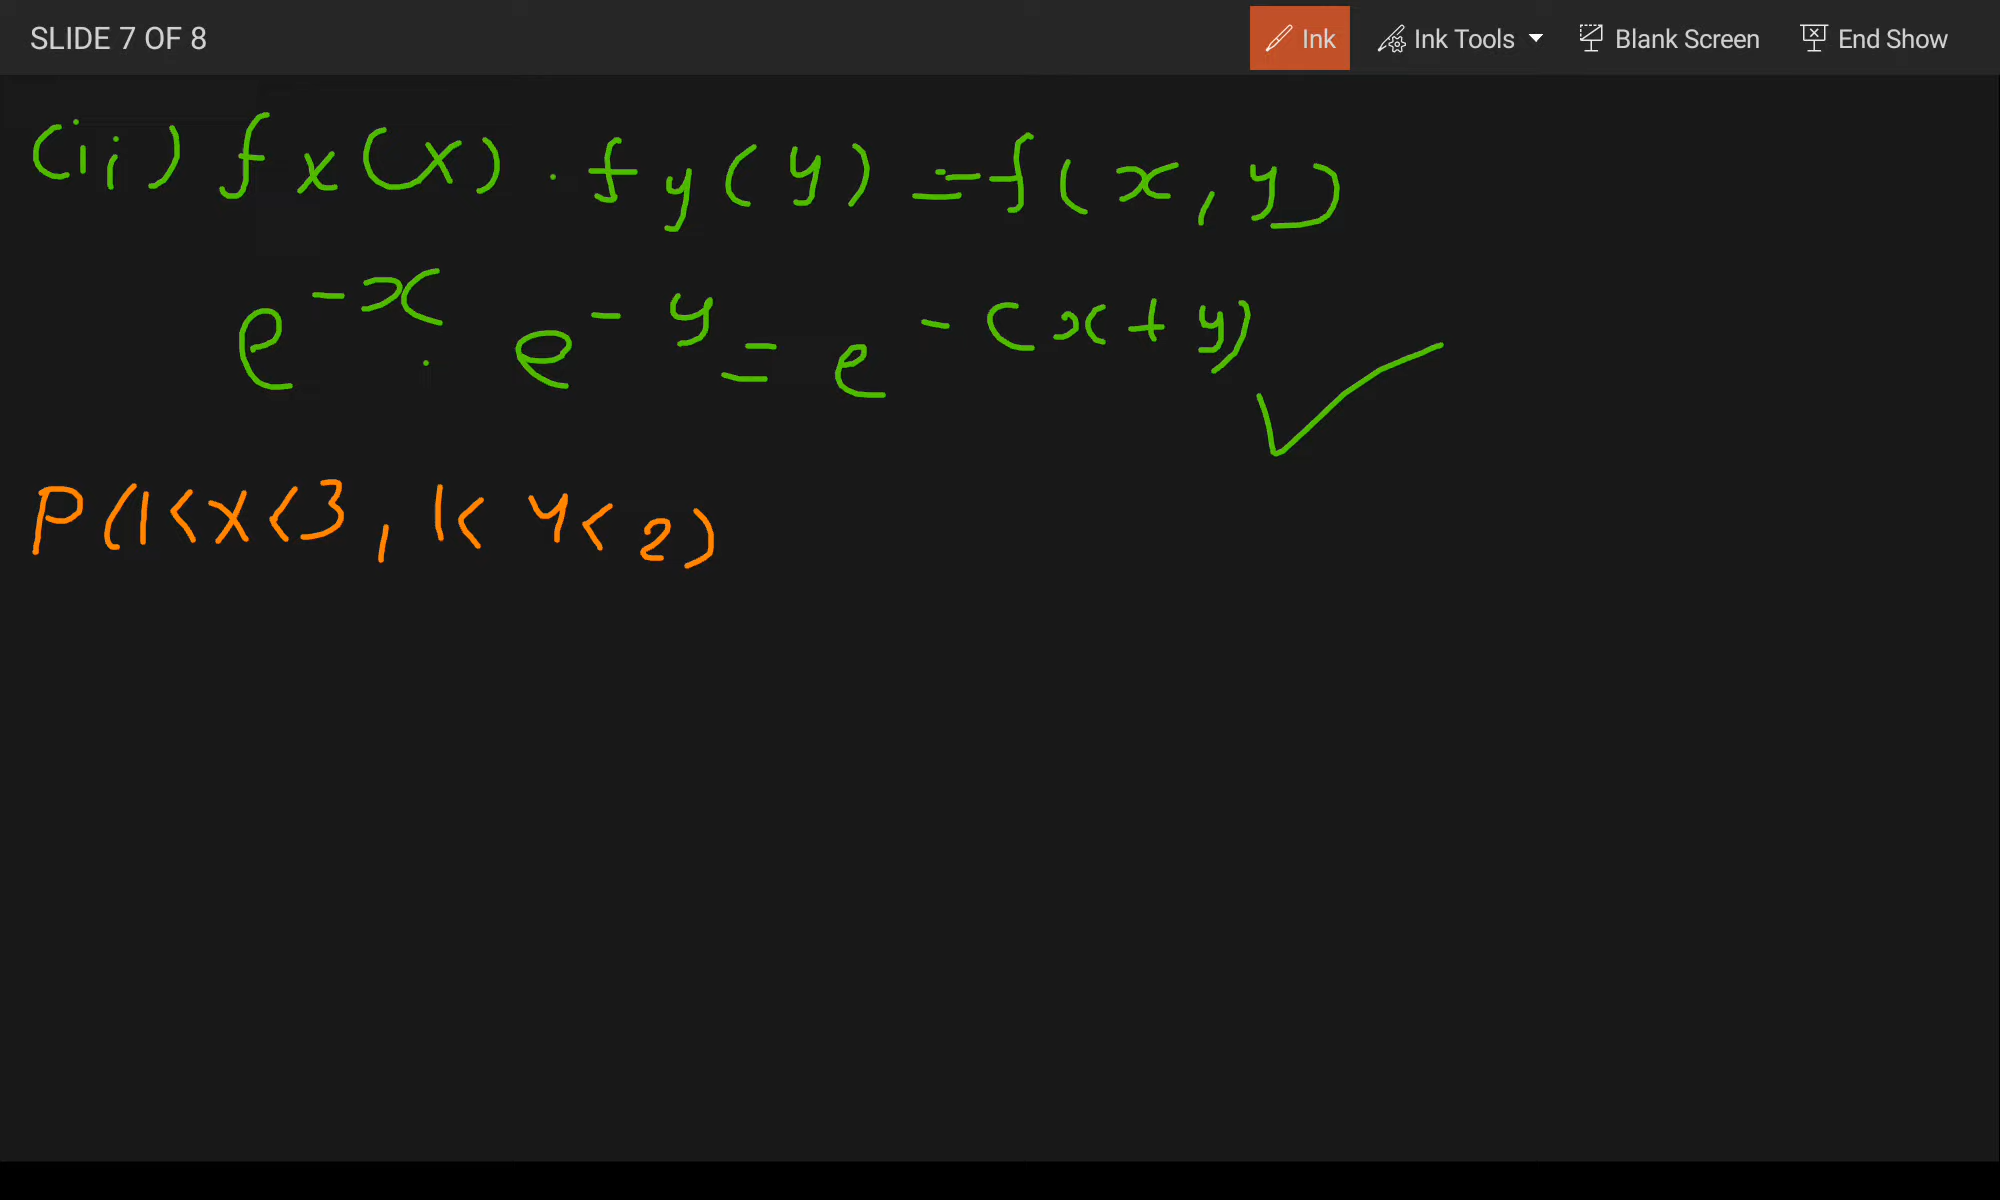 SLIDE 7 OF 8 Ink Ink Tools Blank Screen End Show
(ii) fx(x) . fy(y) = f(x, y)
e^-x . e^-y = e^-(x+y) ✓
P(1<x<3, 1<y<2)